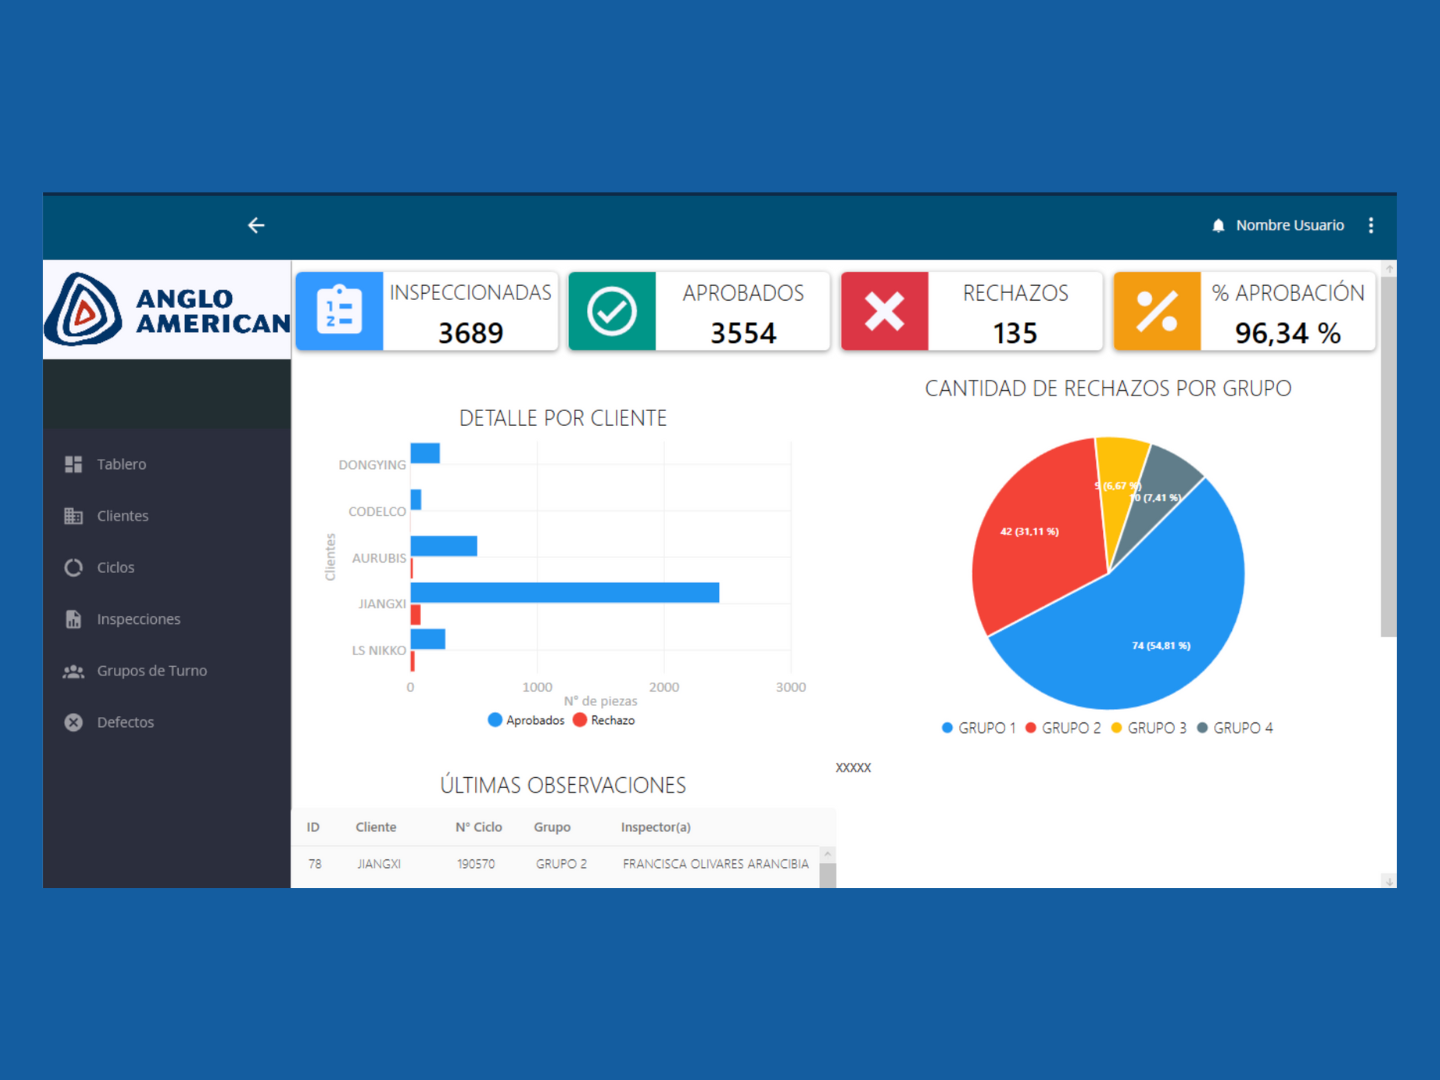 Nombre Usuario
ANGLO
AMERICAN
INSPECCIONADAS
3689
APROBADOS
3554
RECHAZOS
135
% APROBACIÓN
96,34 %
Tablero
Clientes
Ciclos
Inspecciones
Grupos de Turno
Defectos
DETALLE POR CLIENTE
Clientes
DONGYING
CODELCO
AURUBIS
JIANGXI
LS NIKKO
0 1000 2000 3000
N° de piezas
Aprobados Rechazo
CANTIDAD DE RECHAZOS POR GRUPO
9 (6,67 %)
10 (7,41 %)
42 (31,11 %)
74 (54,81 %)
GRUPO 1 GRUPO 2 GRUPO 3 GRUPO 4
XXXXX
ÚLTIMAS OBSERVACIONES
ID Cliente N° Ciclo Grupo Inspector(a)
78 JIANGXI 190570 GRUPO 2 FRANCISCA OLIVARES ARANCIBIA